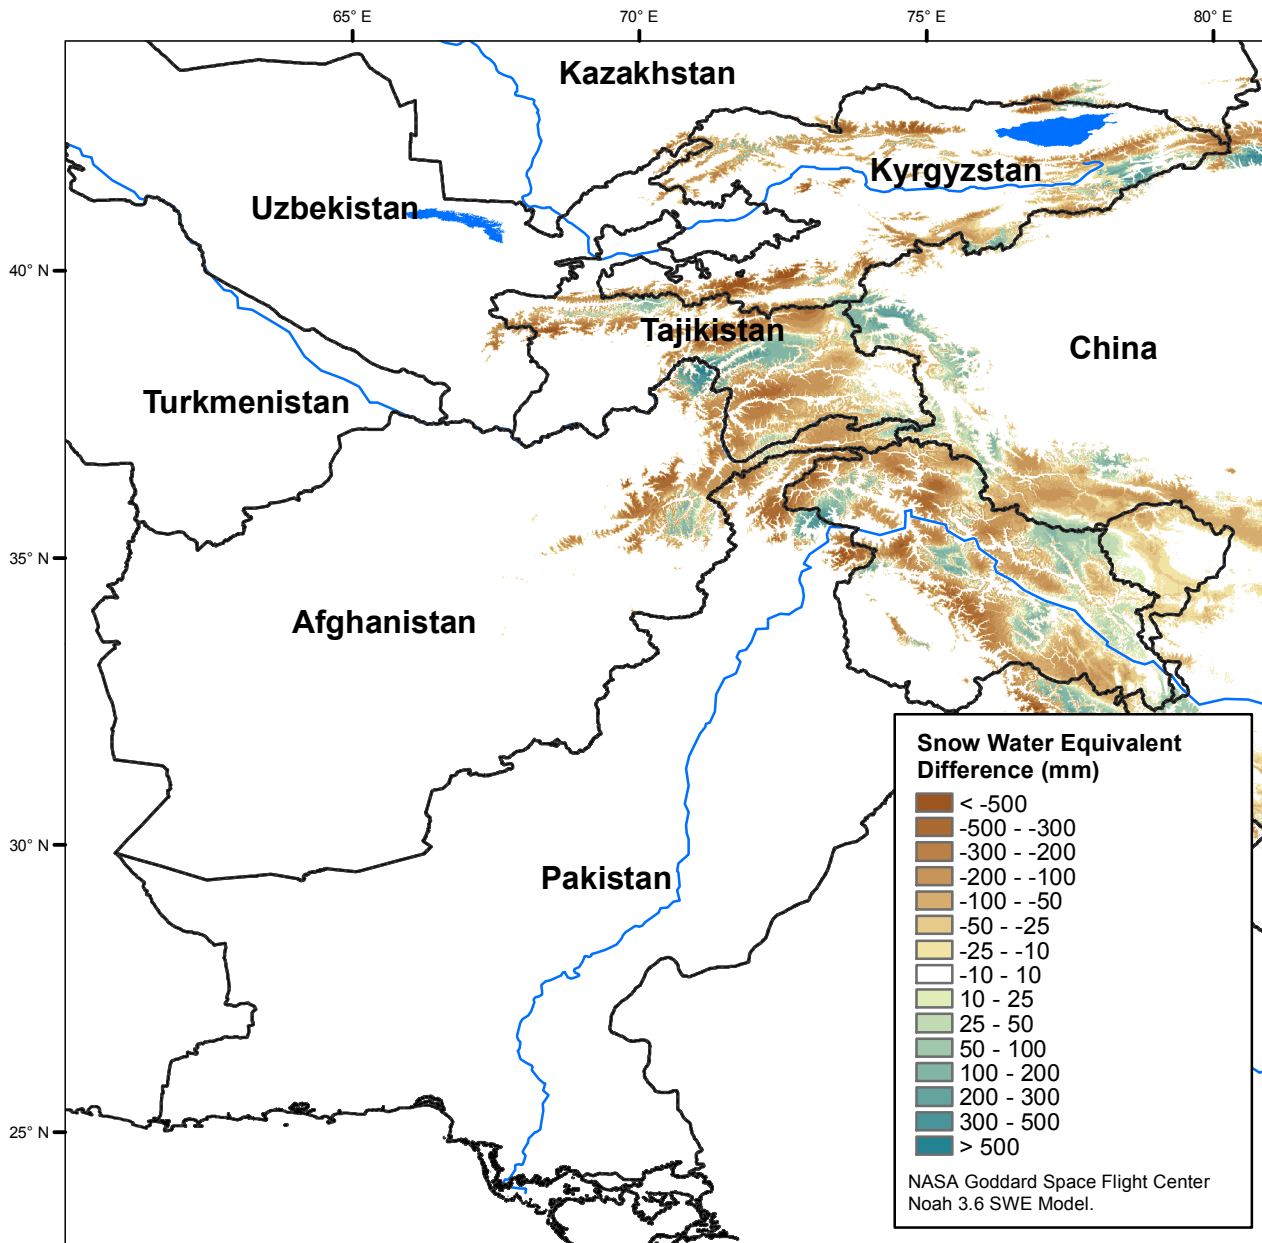 65° E
70° E
75° E
80° E
Kazakhstan
Kyrgyzstan
Uzbekistan
40° N
Tajikistan
China
Turkmenistan
35° N
Afghanistan
30° N
Pakistan
25° N
Snow Water Equivalent
Difference (mm)
< -500
-500 - -300
-300 - -200
-200 - -100
-100 - -50
-50 - -25
-25 - -10
-10 - 10
10 - 25
25 - 50
50 - 100
100 - 200
200 - 300
300 - 500
> 500
NASA Goddard Space Flight Center
Noah 3.6 SWE Model.